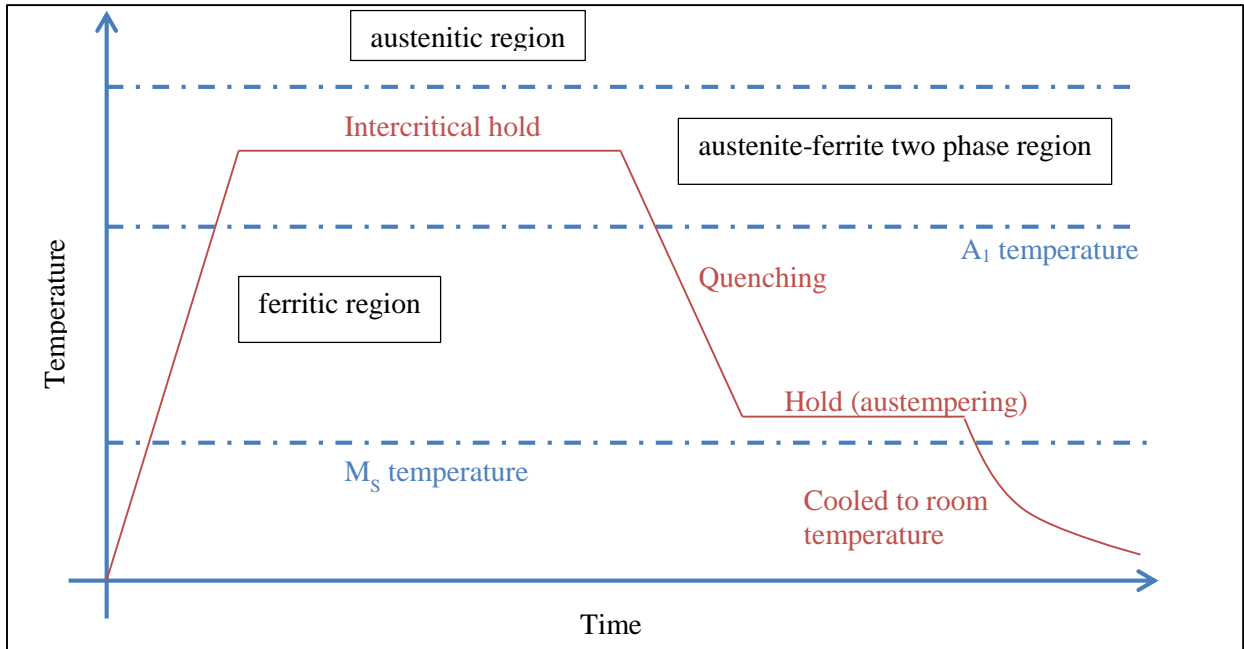 austenitic region
Intercritical hold
austenite-ferrite two phase region
A₁ temperature
Quenching
ferritic region
Temperature
Hold (austempering)
Mₛ temperature
Cooled to room
temperature
Time